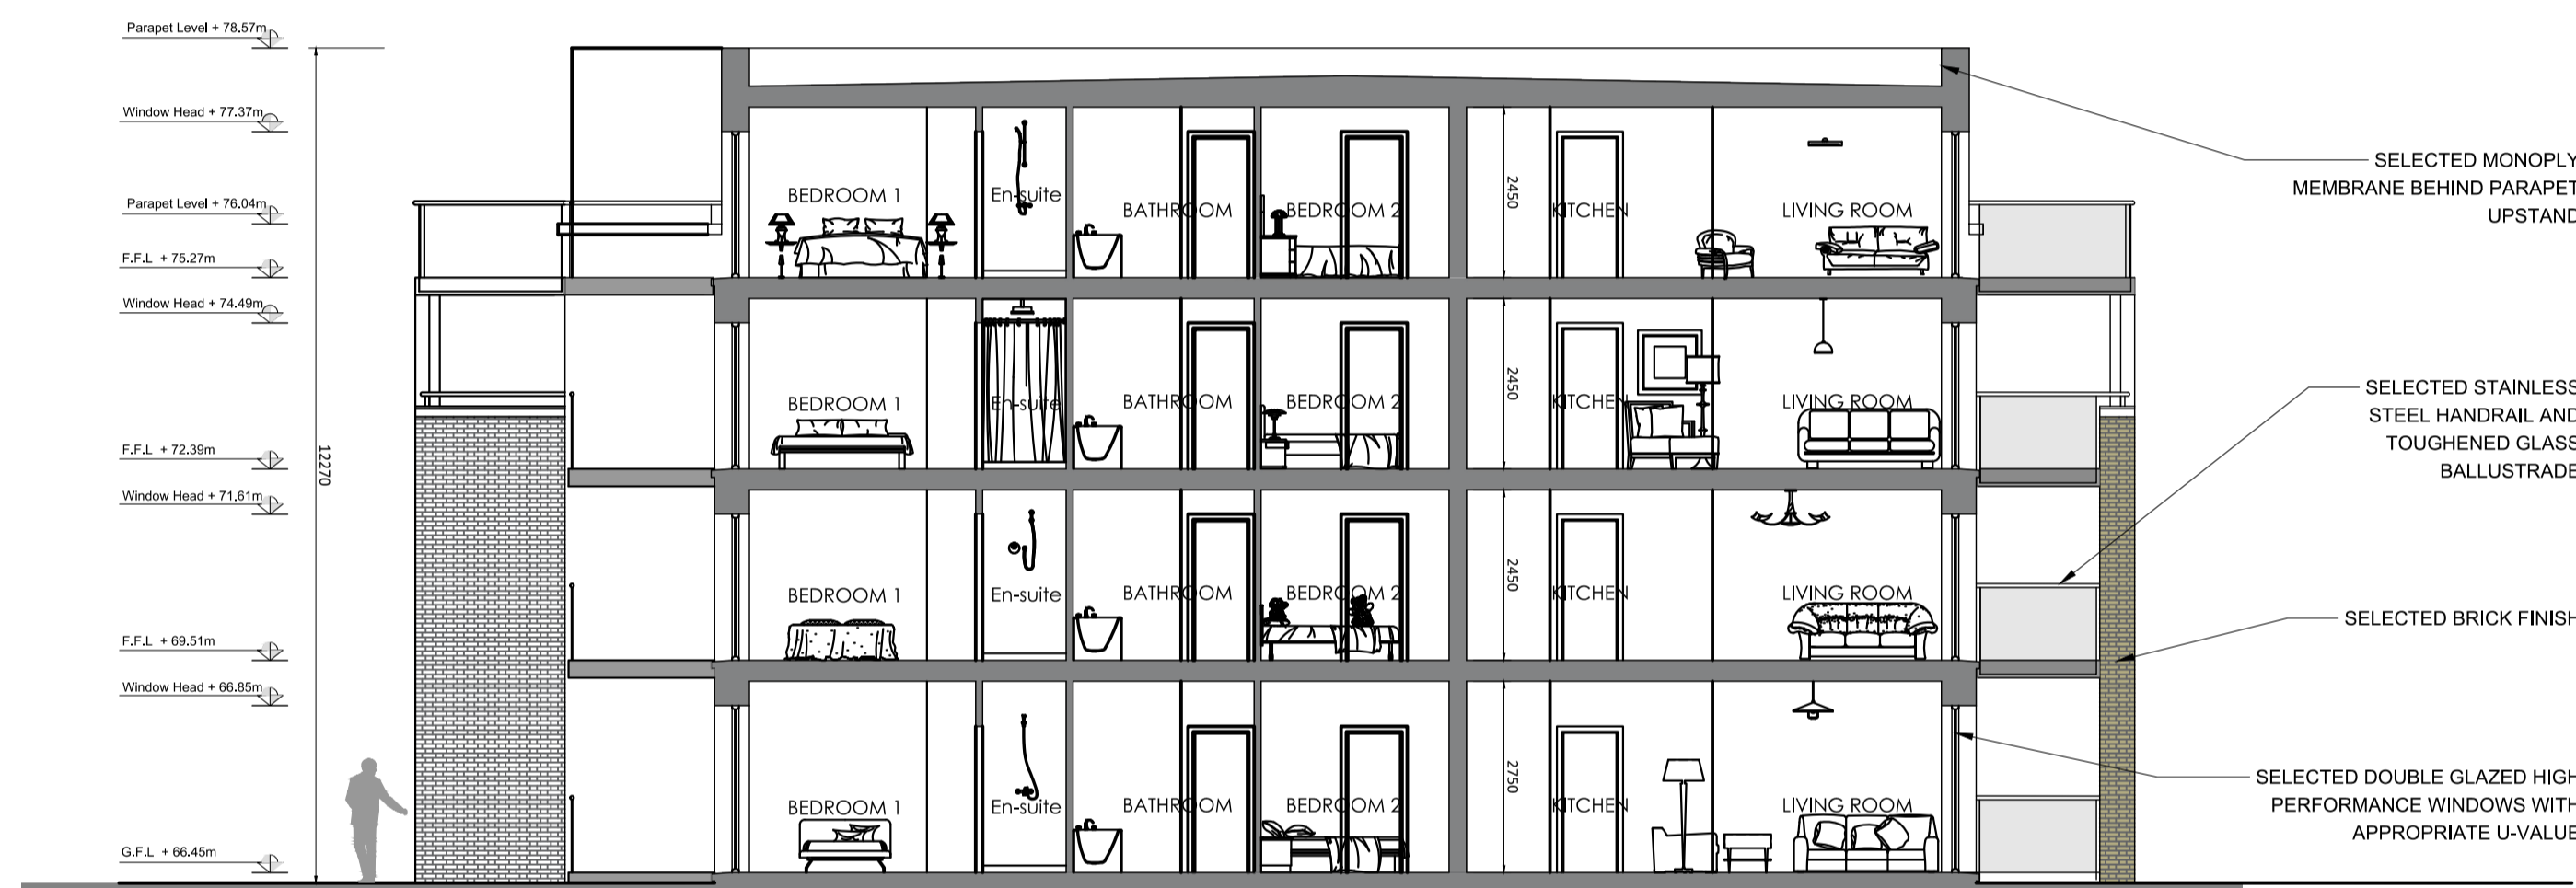 Parapet Level + 78.57m
Window Head + 77.37m
Parapet Level + 76.04m
F.F.L + 75.27m
Window Head + 74.49m
F.F.L + 72.39m
Window Head + 71.61m
F.F.L + 69.51m
Window Head + 66.85m
G.F.L + 66.45m
12270
BEDROOM 1
En-suite
BATHROOM
BEDROOM 2
2450
KITCHEN
LIVING ROOM
BEDROOM 1
En-suite
BATHROOM
BEDROOM 2
2450
KITCHEN
LIVING ROOM
BEDROOM 1
En-suite
BATHROOM
BEDROOM 2
2450
KITCHEN
LIVING ROOM
BEDROOM 1
En-suite
BATHROOM
BEDROOM 2
2750
KITCHEN
LIVING ROOM
SELECTED MONOPLY
MEMBRANE BEHIND PARAPET
UPSTAND
SELECTED STAINLESS
STEEL HANDRAIL AND
TOUGHENED GLASS
BALLUSTRADE
SELECTED BRICK FINISH
SELECTED DOUBLE GLAZED HIGH
PERFORMANCE WINDOWS WITH
APPROPRIATE U-VALUE